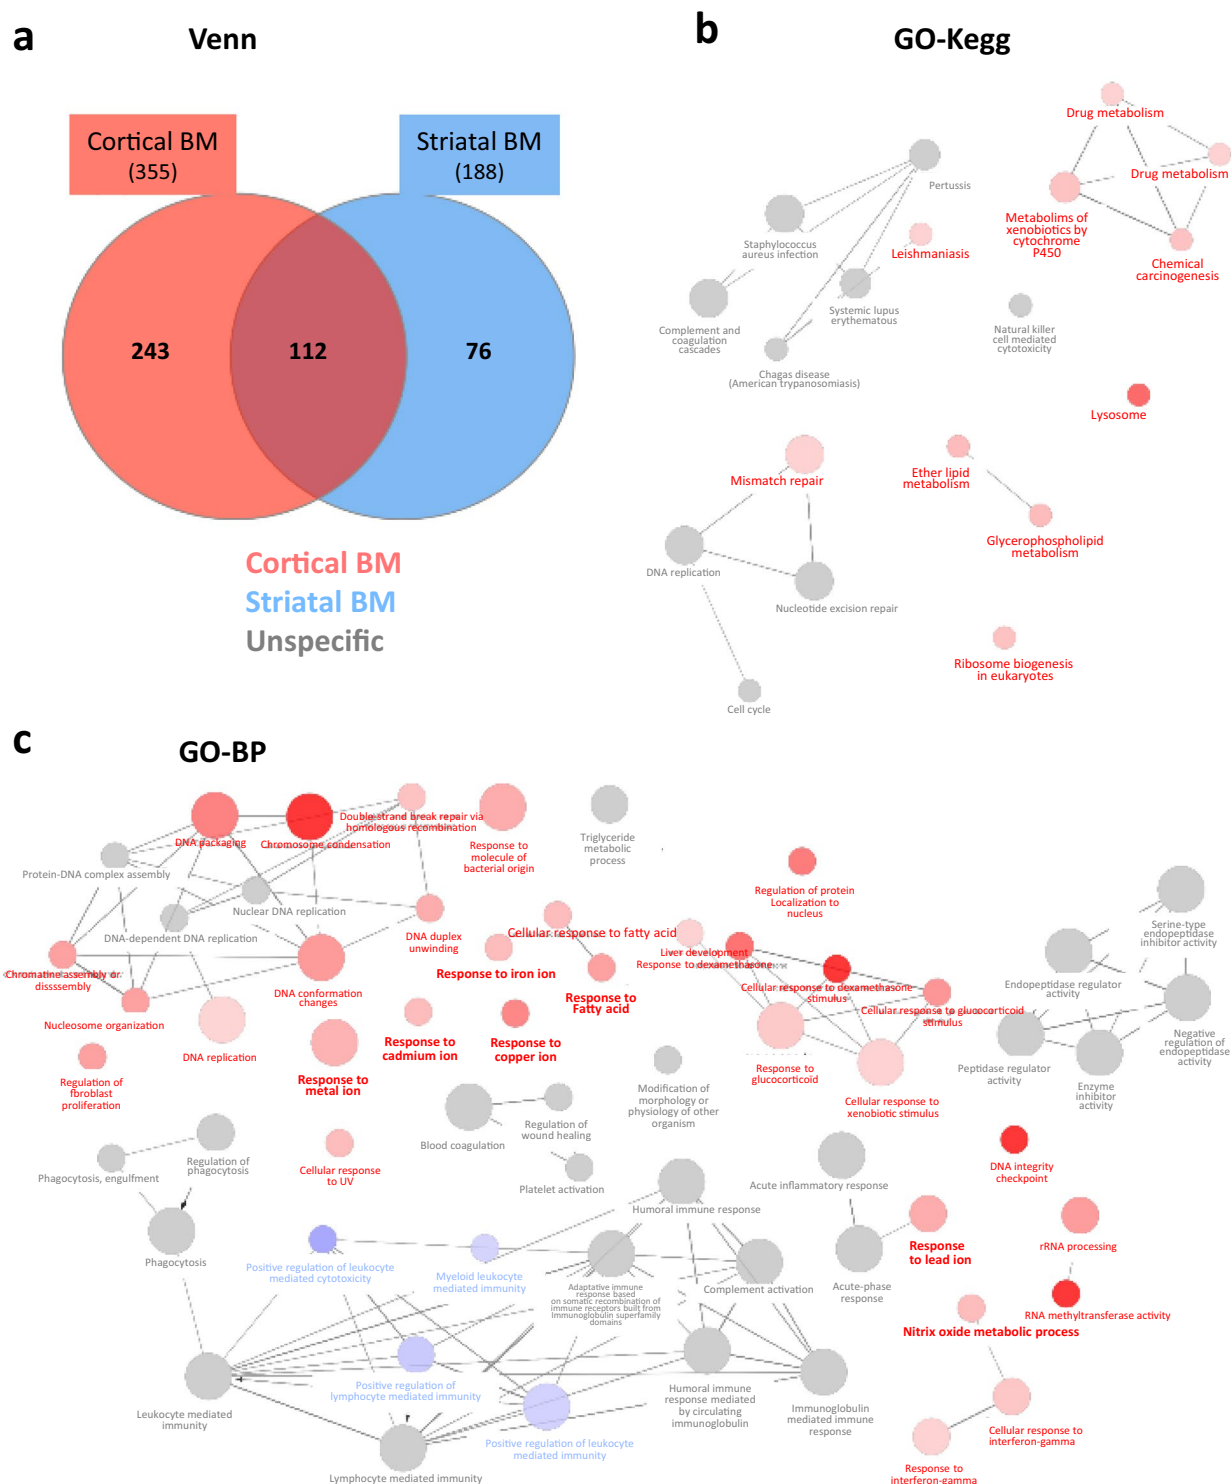 a
Venn
Cortical BM
(355)
Striatal BM
(188)
243
112
76
Cortical BM
Striatal BM
Unspecific
b
GO-Kegg
Drug metabolism
Drug metabolism
Metabolims of
xenobiotics by
cytochrome
P450
Chemical
carcinogenesis
Pertussis
Staphylococcus
aureus infection
Leishmaniasis
Systemic lupus
erythematous
Complement and
coagulation
cascades
Chagas disease
(American trypanosomiasis)
Natural killer
cell mediated
cytotoxicity
Lysosome
Mismatch repair
Ether lipid
metabolism
Glycerophospholipid
metabolism
DNA replication
Nucleotide excision repair
Ribosome biogenesis
in eukaryotes
Cell cycle
c
GO-BP
DNA packaging
Chromosome condensation
Double-strand break repair via
homologous recombination
Response to
molecule of
bacterial origin
Triglyceride
metabolic
process
Protein-DNA complex assembly
Nuclear DNA replication
DNA-dependent DNA replication
DNA duplex
unwinding
Cellular response to fatty acid
Response to iron ion
Response to
Fatty acid
Regulation of protein
Localization to
nucleus
Liver development
Response to dexamethasone
Cellular response to dexamethasone
stimulus
Cellular response to glucocorticoid
stimulus
Serine-type
endopeptidase
inhibitor activity
Endopeptidase regulator
activity
Negative regulation of
endopeptidase activity
Peptidase regulator
activity
Enzyme
inhibitor
activity
Chromatine assembly or
dissssembly
Nucleosome organization
DNA conformation
changes
DNA replication
Response to
cadmium ion
Response to
copper ion
Response to
metal ion
Regulation of
fbroblast
proliferation
Response to
glucocorticoid
Cellular response to
xenobiotic stimulus
Modification of
morphology or
physiology of other
organism
Blood coagulation
Regulation of
wound healing
Platelet activation
Cellular response
to UV
Phagocytosis, engulfment
Regulation of
phagocytosis
Phagocytosis
Humoral immune response
Acute inflammatory response
DNA integrity
checkpoint
Positive regulation of leukocyte
mediated cytotoxicity
Myeloid leukocyte
mediated immunity
Adaptative immune
response based
on somatic recombination of
immune receptors built from
Immunoglobulin superfamily
domains
Complement activation
Acute-phase
response
Response
to lead ion
rRNA processing
RNA methyltransferase activity
Nitrix oxide metabolic process
Leukocyte mediated
immunity
Positive regulation of
lymphocyte mediated immunity
Positive regulation of leukocyte
mediated immunity
Lymphocyte mediated immunity
Humoral immune
response mediated
by circulating
immunoglobulin
Immunoglobulin
mediated immune
response
Cellular response to
interferon-gamma
Response to
interferon-gamma